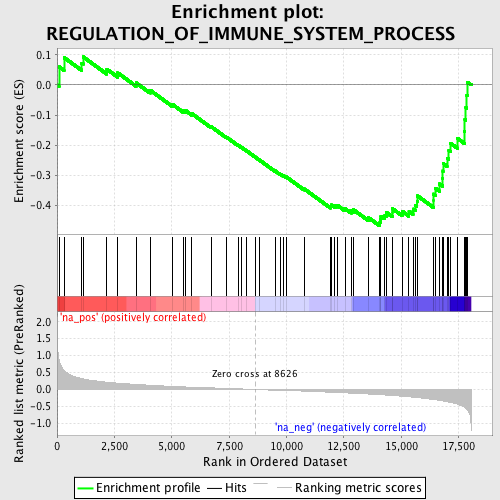 Enrichment plot:
REGULATION_OF_IMMUNE_SYSTEM_PROCESS
Enrichment score (ES)
0.1
0.0
-0.1
-0.2
-0.3
-0.4
'na_pos' (positively correlated)
Ranked list metric (PreRanked)
2.0
1.5
1.0
0.5
0.0
-0.5
-1.0
Zero cross at 8626
'na_neg' (negatively correlated)
0
2,500
5,000
7,500
10,000
12,500
15,000
17,500
Rank in Ordered Dataset
Enrichment profile
Hits
Ranking metric scores